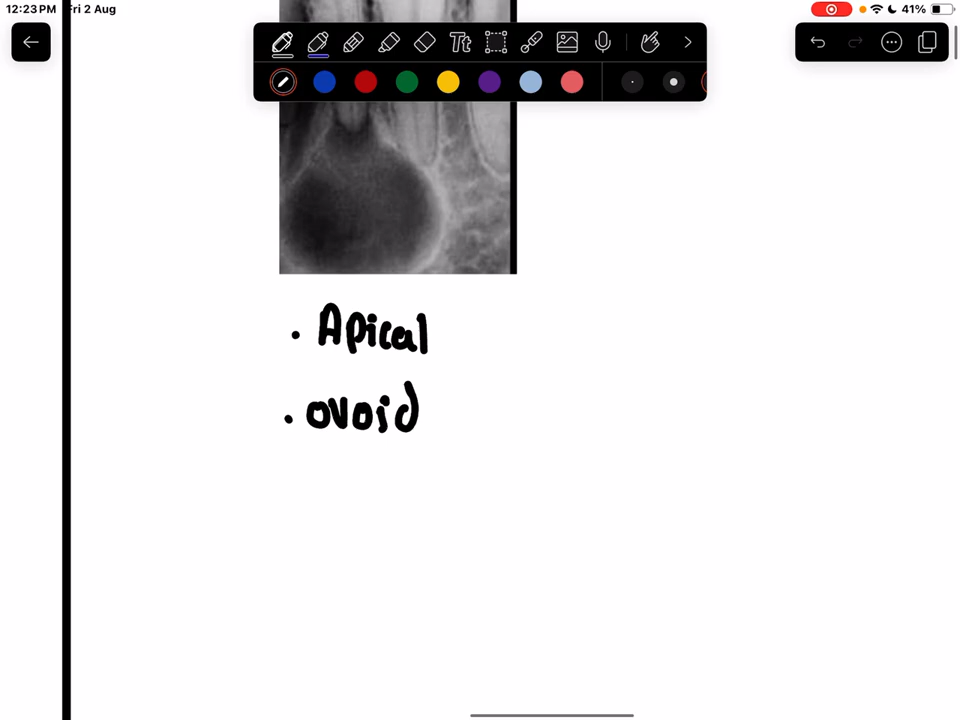 12:23 PM Fri 2 Aug
41%
Tt
• Apical
• ovoid